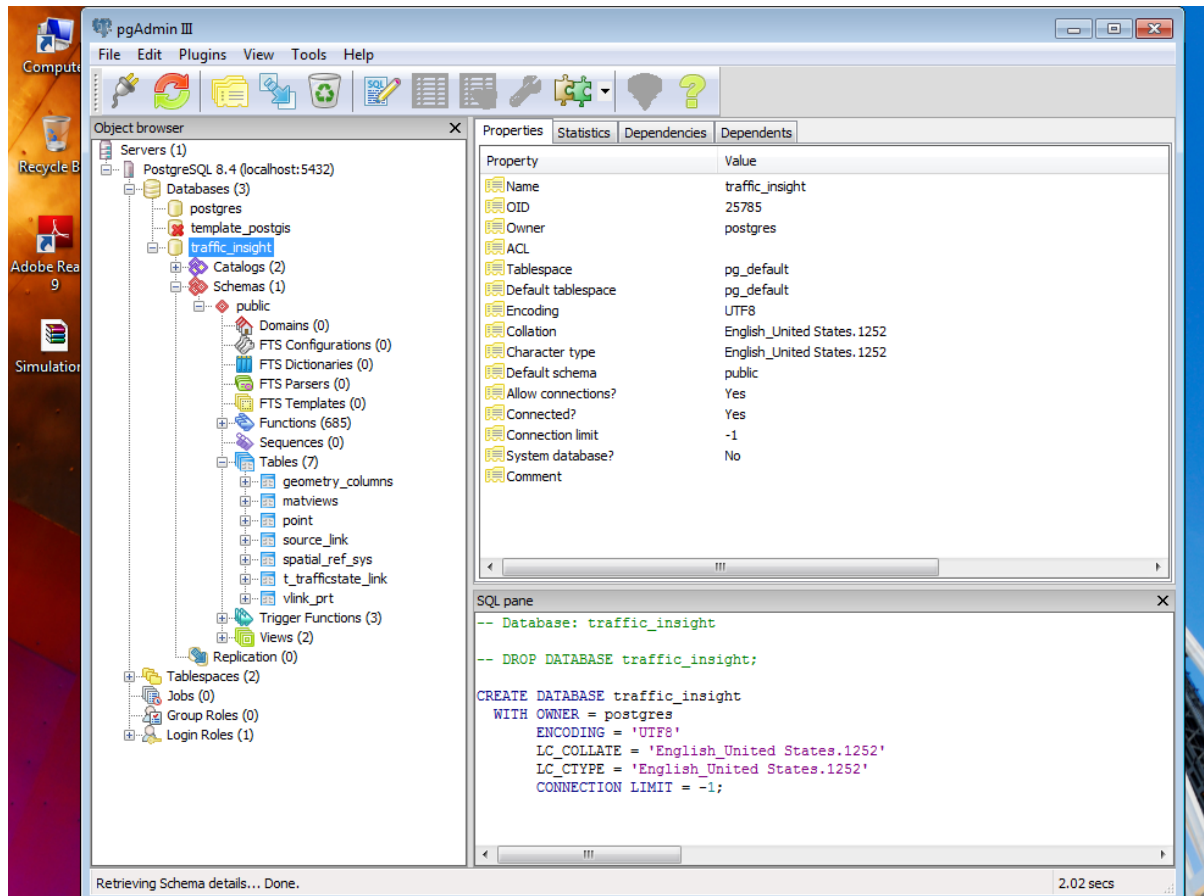 Compute
Recycle B
Adobe Rea
9
Simulation
pgAdmin III
File Edit Plugins View Tools Help
SQL
Object browser
Servers (1)
PostgreSQL 8.4 (localhost:5432)
Databases (3)
postgres
template_postgis
traffic_insight
Catalogs (2)
Schemas (1)
public
Domains (0)
FTS Configurations (0)
FTS Dictionaries (0)
FTS Parsers (0)
FTS Templates (0)
Functions (685)
Sequences (0)
Tables (7)
geometry_columns
matviews
point
source_link
spatial_ref_sys
t_trafficstate_link
vlink_prt
Trigger Functions (3)
Views (2)
Replication (0)
Tablespaces (2)
Jobs (0)
Group Roles (0)
Login Roles (1)
Properties Statistics Dependencies Dependents
Property Value
Name traffic_insight
OID 25785
Owner postgres
ACL
Tablespace pg_default
Default tablespace pg_default
Encoding UTF8
Collation English_United States.1252
Character type English_United States.1252
Default schema public
Allow connections? Yes
Connected? Yes
Connection limit -1
System database? No
Comment
SQL pane
-- Database: traffic_insight
-- DROP DATABASE traffic_insight;
CREATE DATABASE traffic_insight
WITH OWNER = postgres
ENCODING = 'UTF8'
LC_COLLATE = 'English_United States.1252'
LC_CTYPE = 'English_United States.1252'
CONNECTION LIMIT = -1;
Retrieving Schema details... Done. 2.02 secs